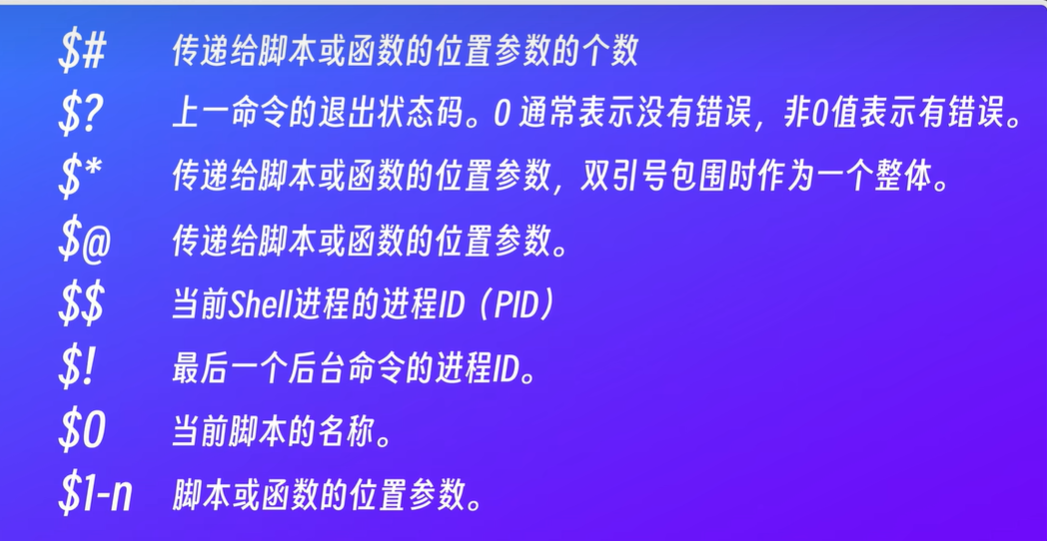 $# 传递给脚本或函数的位置参数的个数
$? 上一命令的退出状态码。0 通常表示没有错误，非0值表示有错误。
$* 传递给脚本或函数的位置参数，双引号包围时作为一个整体。
$@ 传递给脚本或函数的位置参数。
$$ 当前Shell进程的进程ID（PID）
$! 最后一个后台命令的进程ID。
$0 当前脚本的名称。
$1-n 脚本或函数的位置参数。